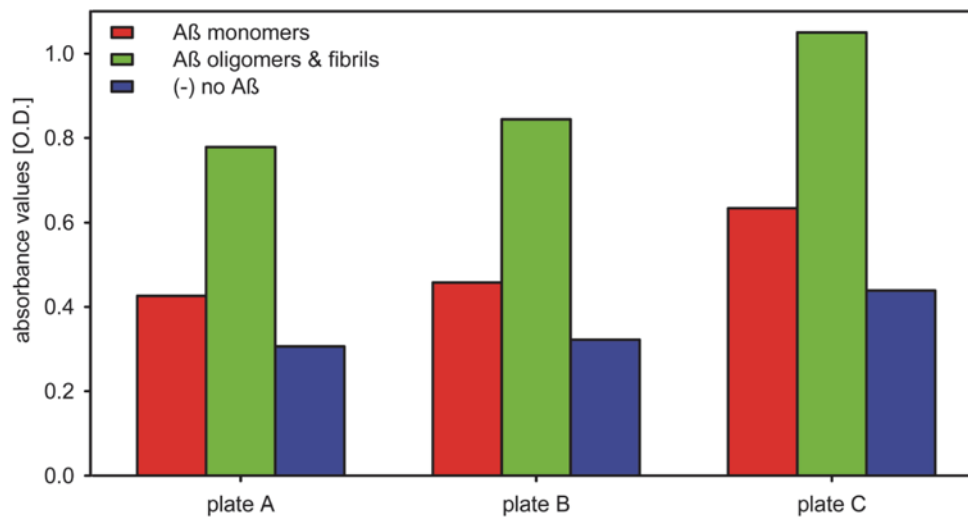 Aß monomers
Aß oligomers & fibrils
(-) no Aß
absorbance values [O.D.]
1.0
0.8
0.6
0.4
0.2
0.0
plate A
plate B
plate C